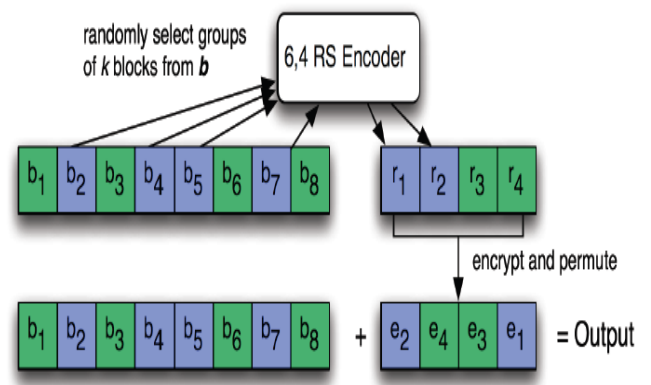 randomly select groups
of k blocks from b
6,4 RS Encoder
b1 b2 b3 b4 b5 b6 b7 b8
r1 r2 r3 r4
encrypt and permute
b1 b2 b3 b4 b5 b6 b7 b8 + e2 e4 e3 e1 = Output